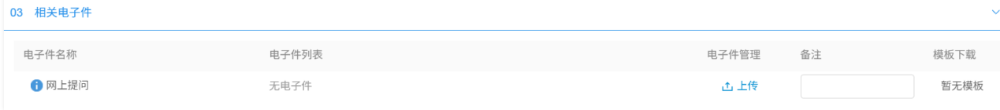 03 相关电子件
电子件名称 电子件列表 电子件管理 备注 模板下载
网上提问 无电子件 上传 暂无模板